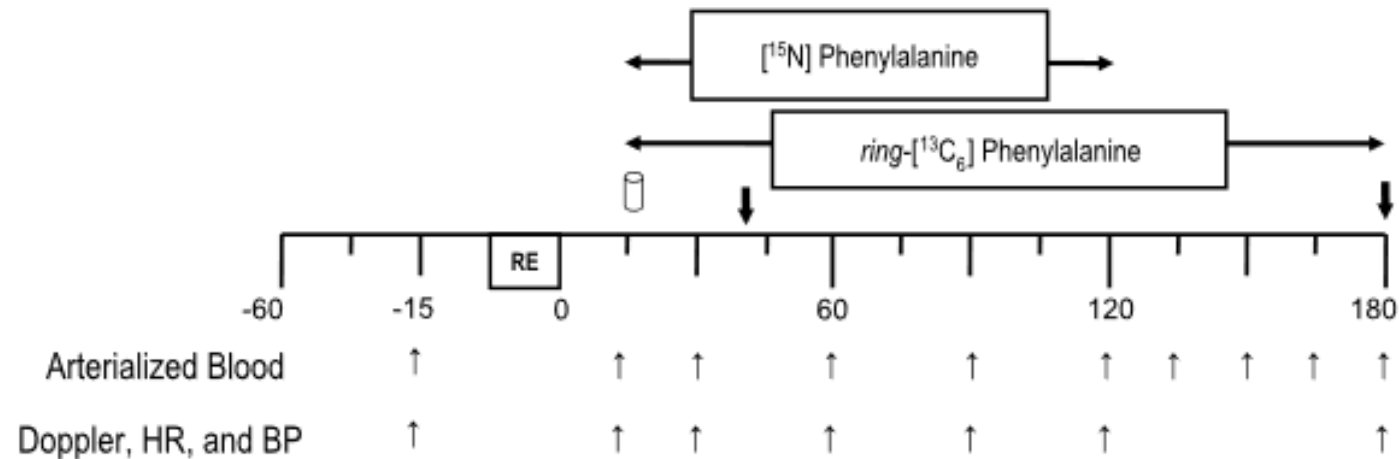 [¹⁵N] Phenylalanine
ring-[¹³C₆] Phenylalanine
RE
-60 -15 0 60 120 180
Arterialized Blood ↑ ↑ ↑ ↑ ↑ ↑ ↑ ↑ ↑ ↑
Doppler, HR, and BP ↑ ↑ ↑ ↑ ↑ ↑ ↑